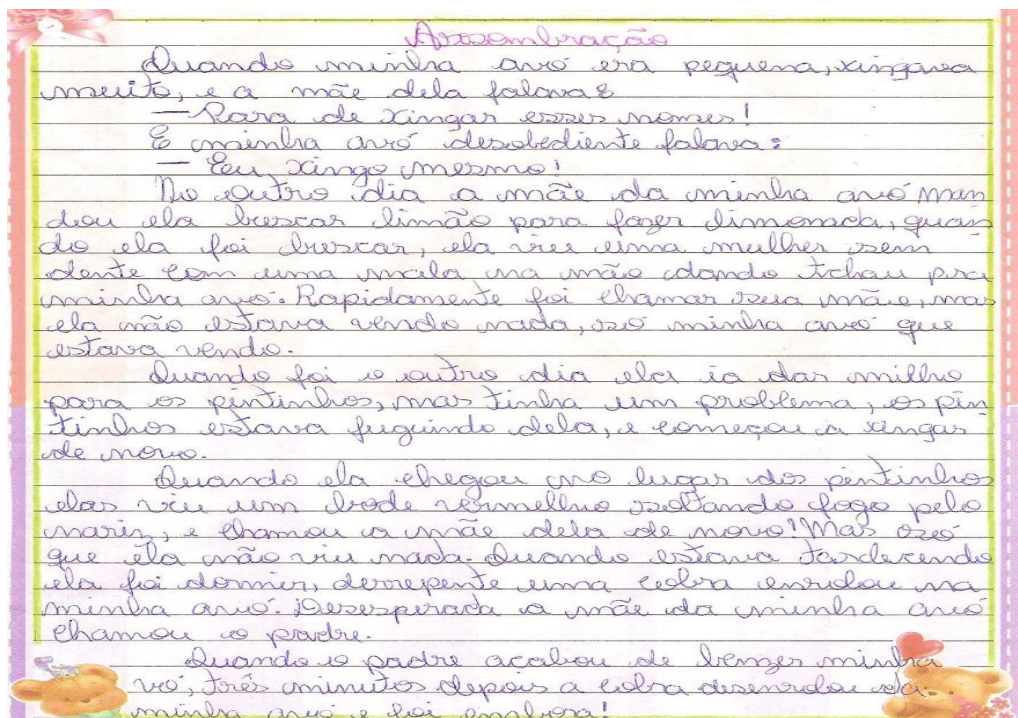 Assombração
Quando minha avó era pequena, xingava
muito, e a mãe dela falava:
— Para de xingar esses nomes!
E minha avó desobediente falava:
— Eu xingo mesmo!
No outro dia a mãe da minha avó man
dou ela buscar limão para fazer limonada, quan
do ela foi buscar, ela viu uma mulher sem
dente com uma mala na mão dando tchau pra
minha avó. Rapidamente foi chamar sua mãe, mas
ela não estava vendo nada, só minha avó que
estava vendo.
Quando foi o outro dia ela ia dar milho
para os pintinhos, mas tinha um problema, os pin
tinhos estava fuguindo dela, e começou a xingar
de novo.
Quando ela chegou no lugar dos pintinhos
elas viu um bode vermelho soltando fogo pelo
nariz, e chamou a mãe dela de novo! Mas só
que ela não viu nada. Quando estava tardecendo
ela foi dormir, derrepente uma cobra enrolou na
minha avó. Desesperada a mãe da minha avó
chamou o padre.
Quando o padre acabou de benzer minha
vó, três minutos depois a cobra desenrolou da
minha avó e foi embora!